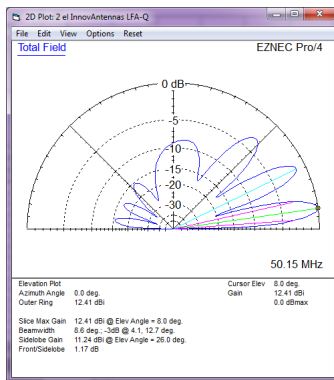 2D Plot: 2 el InnovAntennas LFA-Q
File Edit View Options Reset
Total Field EZNEC Pro/4
0 dB
-5
-10
-15
-20
-30
50.15 MHz
Elevation Plot Cursor Elev 8.0 deg.
Azimuth Angle 0.0 deg. Gain 12.41 dBi
Outer Ring 12.41 dBi 0.0 dBmax
Slice Max Gain 12.41 dBi @ Elev Angle = 8.0 deg.
Beamwidth 8.6 deg.; -3dB @ 4.1, 12.7 deg.
Sidelobe Gain 11.24 dBi @ Elev Angle = 26.0 deg.
Front/Sidelobe 1.17 dB